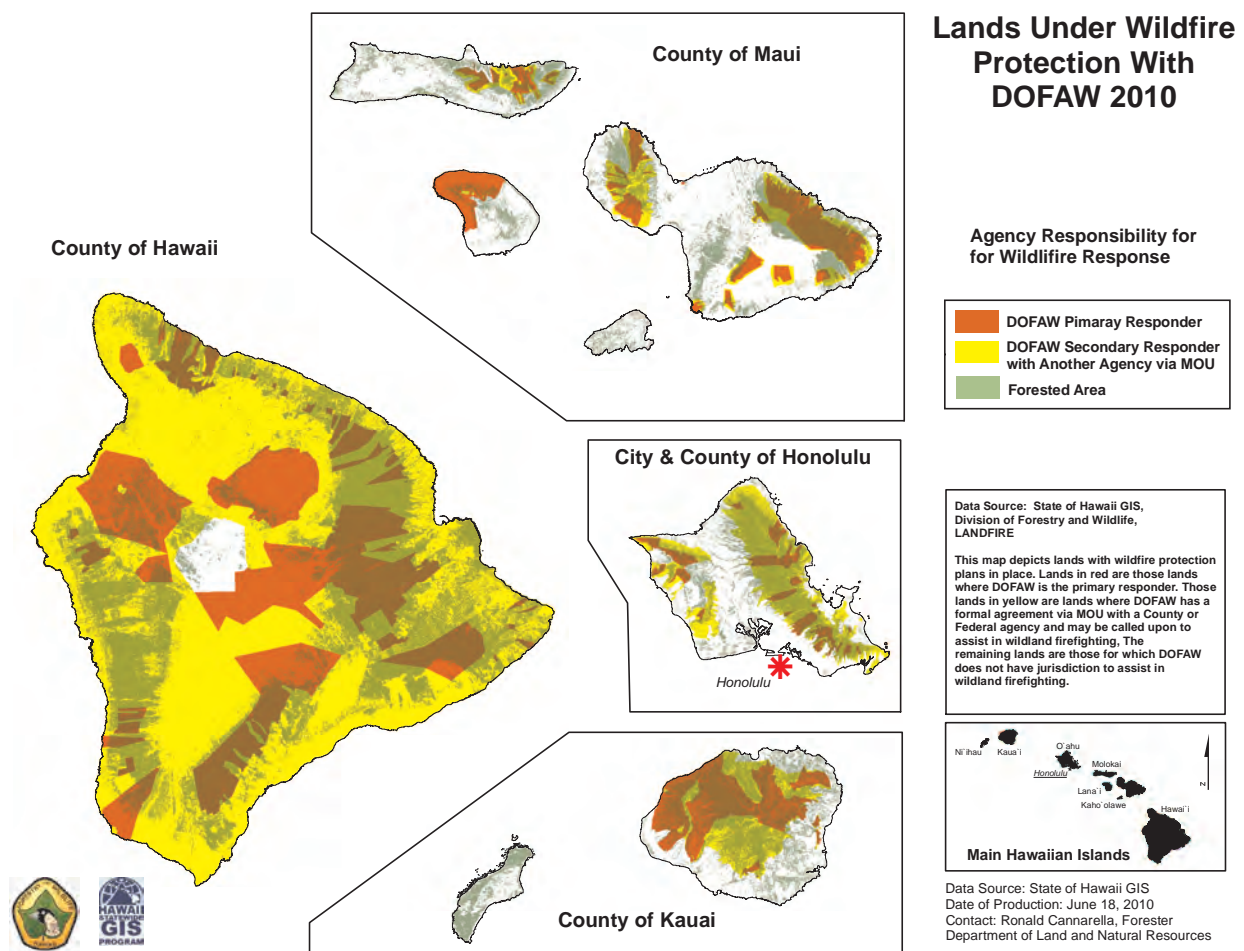 Lands Under Wildfire
Protection With
DOFAW 2010
County of Maui
County of Hawaii
Agency Responsibility for
for Wildlifire Response
DOFAW Pimaray Responder
DOFAW Secondary Responder
with Another Agency via MOU
Forested Area
City & County of Honolulu
Honolulu
Data Source: State of Hawaii GIS,
Division of Forestry and Wildlife,
LANDFIRE
This map depicts lands with wildfire protection
plans in place. Lands in red are those lands
where DOFAW is the primary responder. Those
lands in yellow are lands where DOFAW has a
formal agreement via MOU with a County or
Federal agency and may be called upon to
assist in wildland firefighting, The
remaining lands are those for which DOFAW
does not have jurisdiction to assist in
wildland firefighting.
Ni`ihau
Kaua`i
O`ahu
Honolulu
Molokai
Lana`i
Kaho`olawe
Hawai`i
N
Main Hawaiian Islands
County of Kauai
HAWAII
STATEWIDE
GIS
PROGRAM
Data Source: State of Hawaii GIS
Date of Production: June 18, 2010
Contact: Ronald Cannarella, Forester
Department of Land and Natural Resources